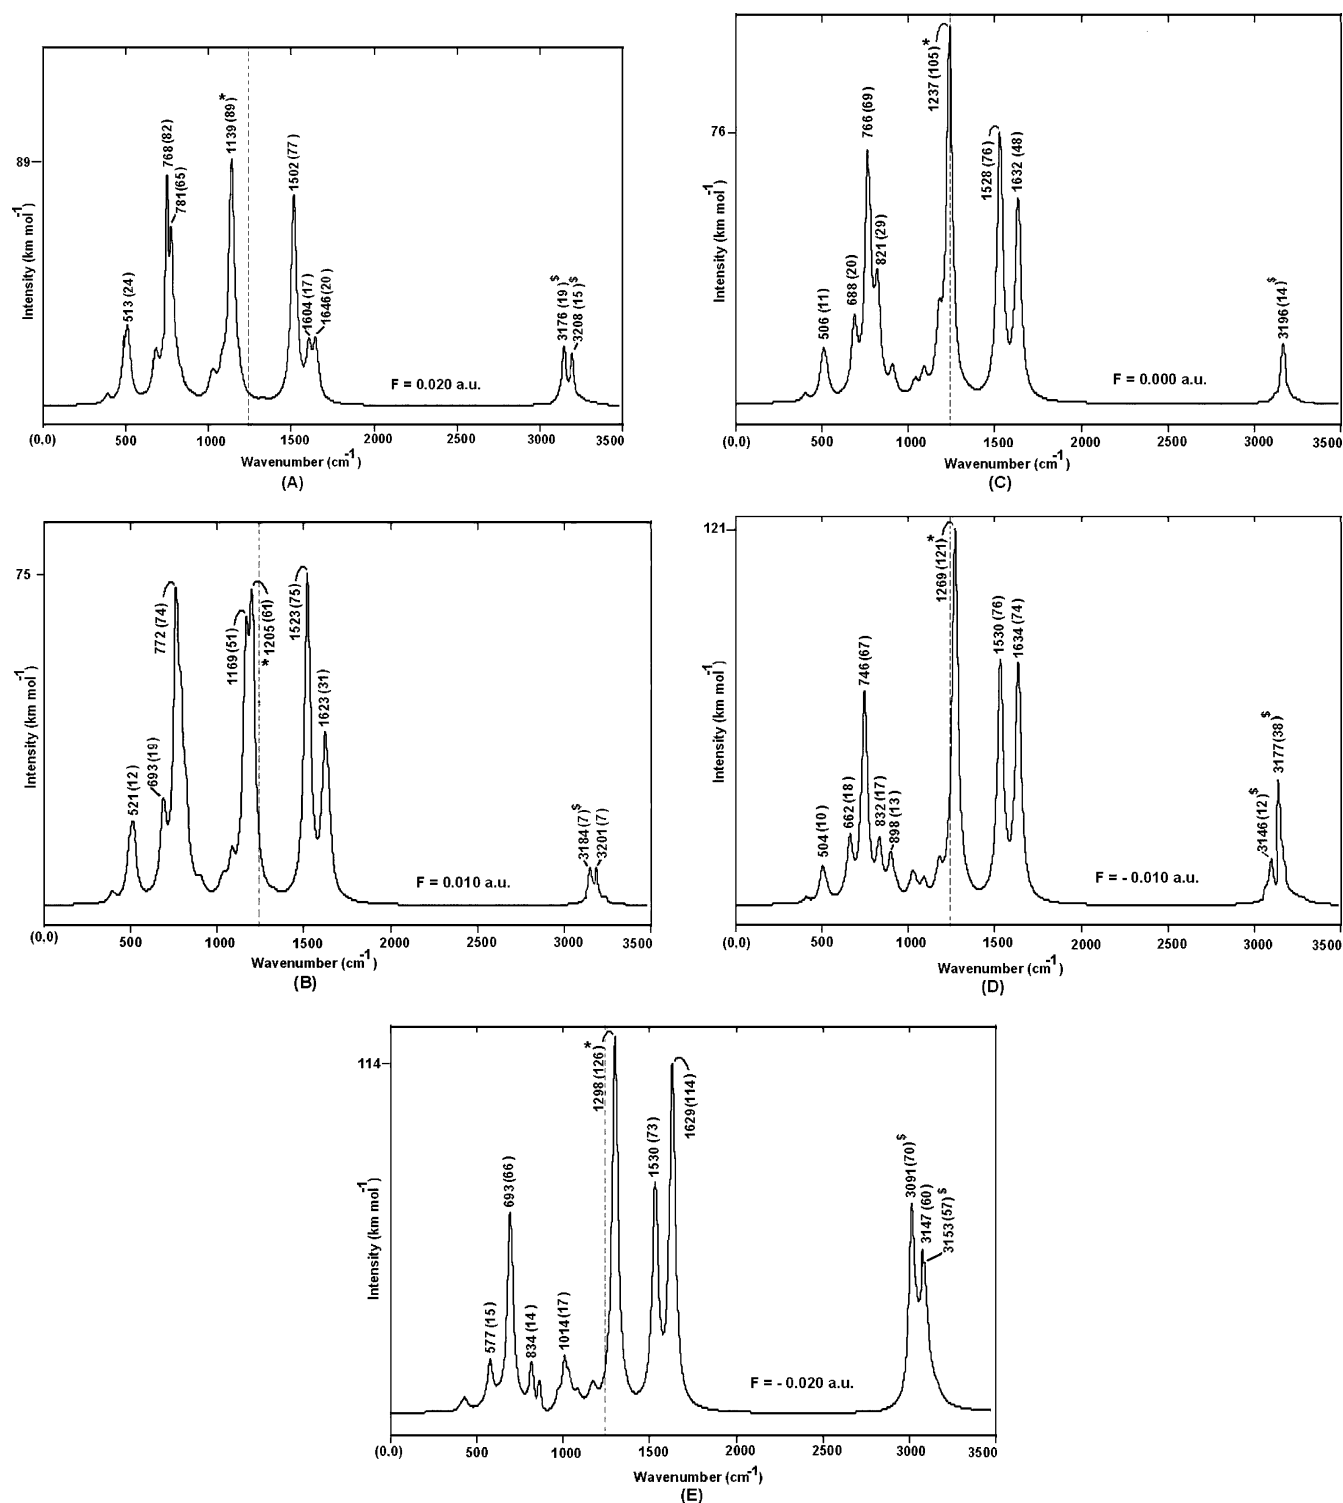 89
Intensity (km mol-1)
513 (24)
768 (82)
781(65)
* 1139 (89)
1502 (77)
1604 (17)
1646 (20)
3176 (19) $
3208 (15) $
F = 0.020 a.u.
(0.0) 500 1000 1500 2000 2500 3000 3500
Wavenumber (cm-1)
(A)
76
Intensity (km mol-1)
506 (11)
688 (20)
766 (69)
821 (29)
* 1237 (105)
1528 (76)
1632 (48)
3196 (14) $
F = 0.000 a.u.
(0.0) 500 1000 1500 2000 2500 3000 3500
Wavenumber (cm-1)
(C)
75
Intensity (km mol-1)
521 (12)
693 (19)
772 (74)
1169 (51)
* 1205 (61)
1523 (75)
1623 (31)
3184 (7) $
3201 (7)
F = 0.010 a.u.
(0.0) 500 1000 1500 2000 2500 3000 3500
Wavenumber (cm-1)
(B)
121
Intensity (km mol-1)
504 (10)
662 (18)
746 (67)
832 (17)
898 (13)
* 1269 (121)
1530 (76)
1634 (74)
3146 (12) $
3177 (38) $
F = - 0.010 a.u.
(0.0) 500 1000 1500 2000 2500 3000 3500
Wavenumber (cm-1)
(D)
114
Intensity (km mol-1)
577 (15)
693 (66)
834 (14)
1014 (17)
* 1298 (126)
1530 (73)
1629 (114)
3091 (70) $
3147 (60)
3153 (57) $
F = - 0.020 a.u.
(0.0) 500 1000 1500 2000 2500 3000 3500
Wavenumber (cm-1)
(E)